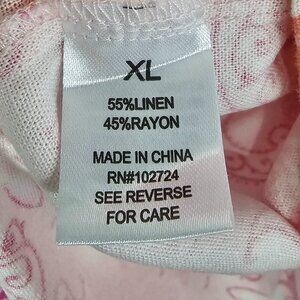 XL
55%LINEN
45%RAYON
MADE IN CHINA
RN#102724
SEE REVERSE
FOR CARE